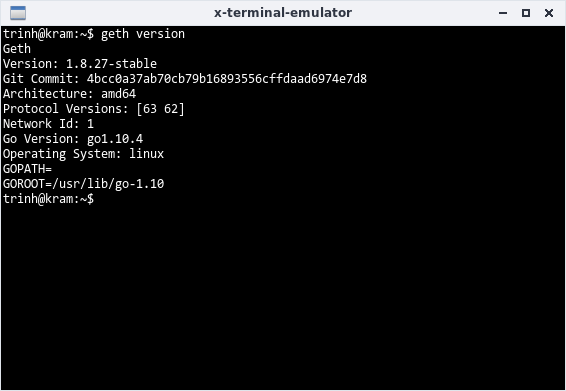 x-terminal-emulator
trinh@kram:~$ geth version
Geth
Version: 1.8.27-stable
Git Commit: 4bcc0a37ab70cb79b16893556cffdaad6974e7d8
Architecture: amd64
Protocol Versions: [63 62]
Network Id: 1
Go Version: go1.10.4
Operating System: linux
GOPATH=
GOROOT=/usr/lib/go-1.10
trinh@kram:~$